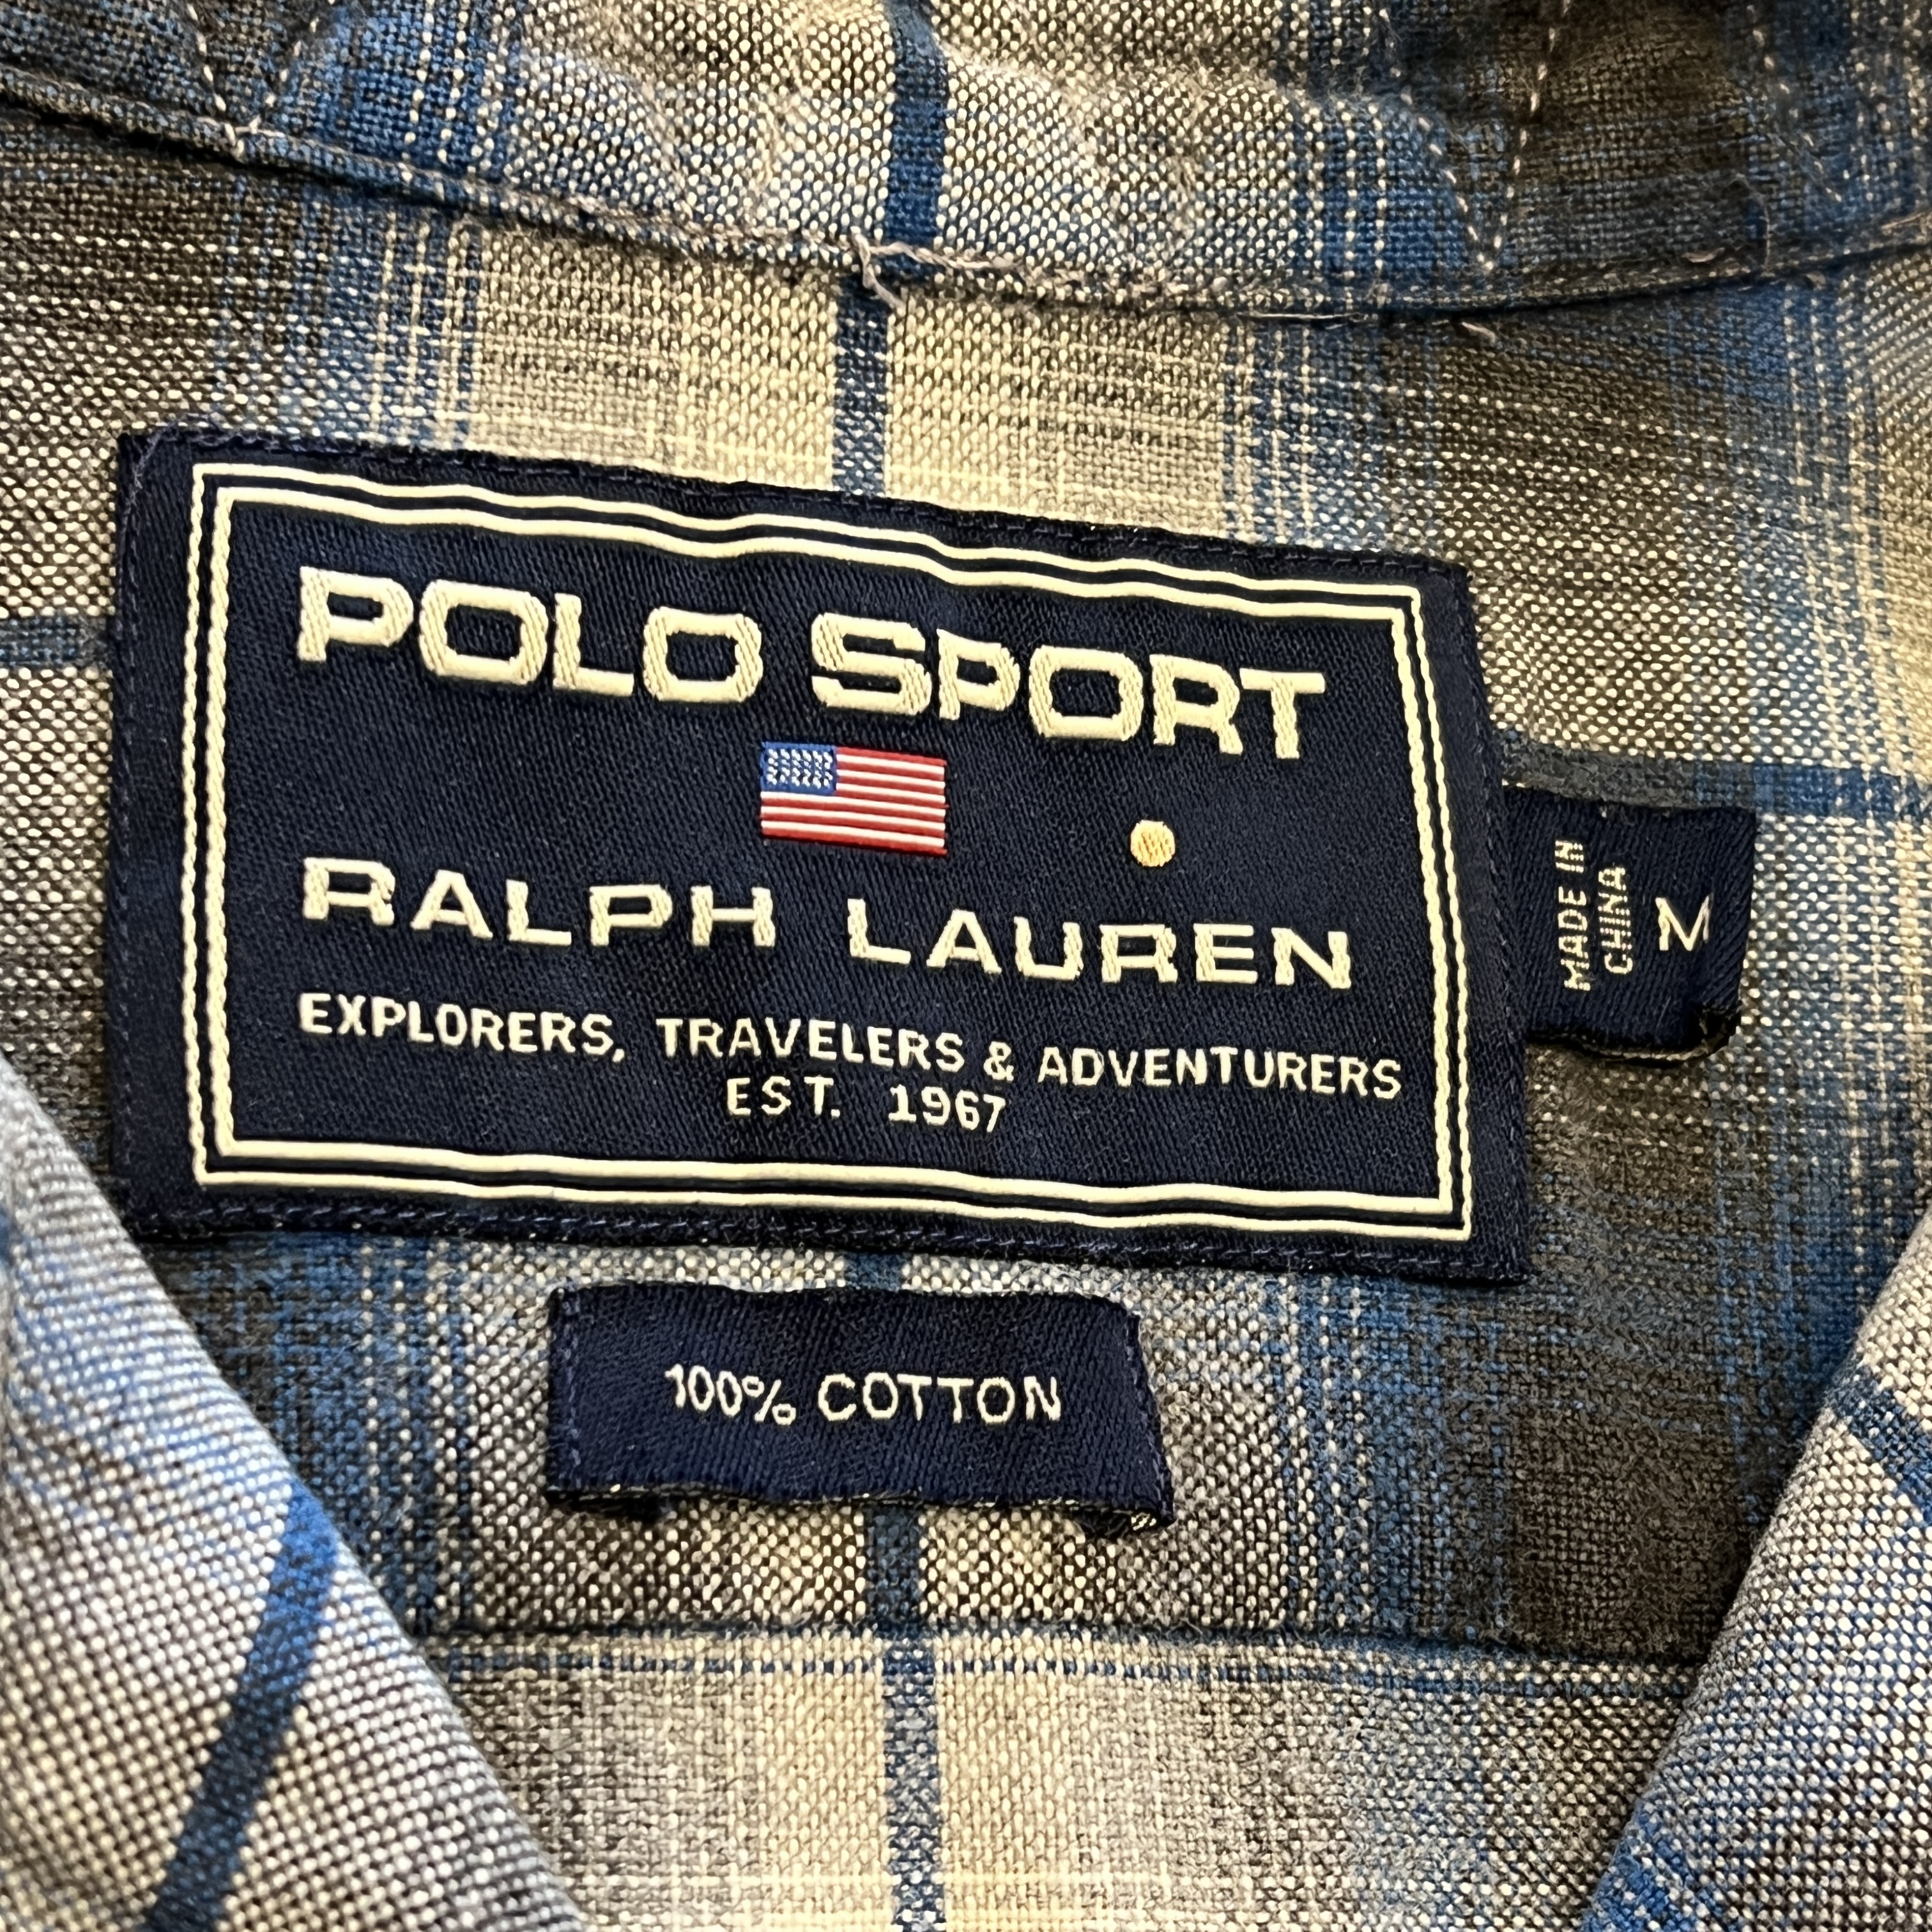 POLO SPORT
RALPH LAUREN
EXPLORERS, TRAVELERS & ADVENTURERS
EST. 1967
MADE IN
CHINA
M
100% COTTON